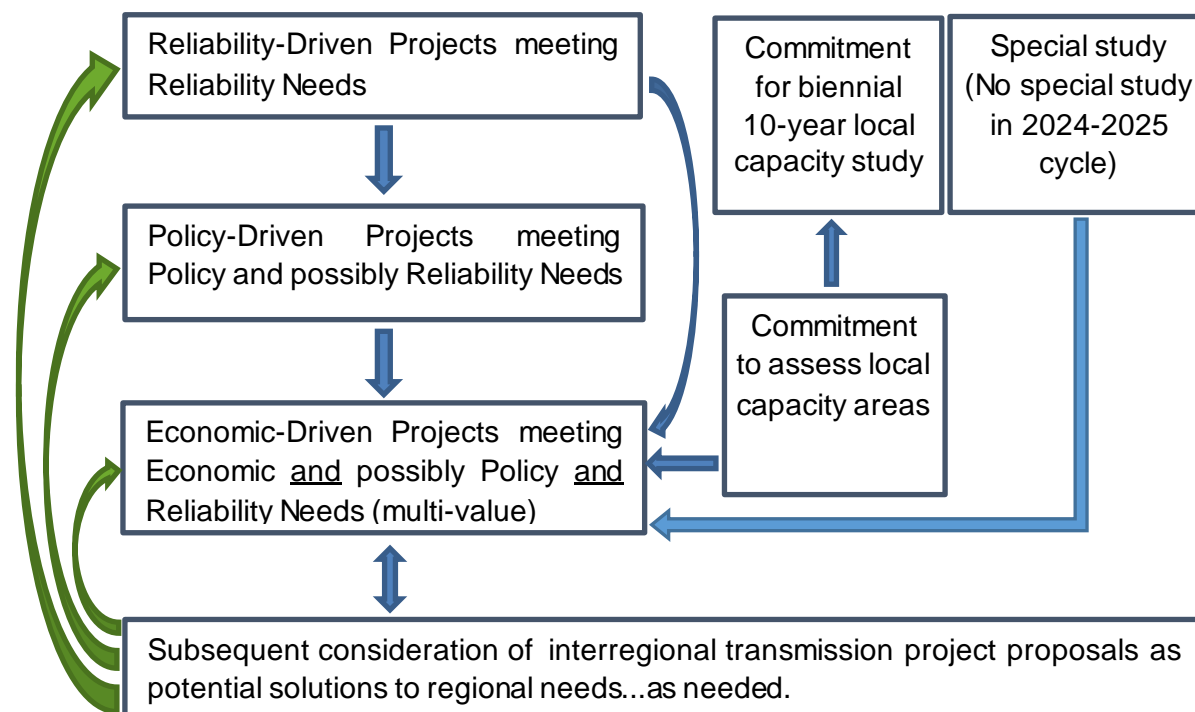 Reliability-Driven Projects meeting
Reliability Needs
Commitment
for biennial
10-year local
capacity study
Special study
(No special study
in 2024-2025
cycle)
Policy-Driven Projects meeting
Policy and possibly Reliability Needs
Commitment
to assess local
capacity areas
Economic-Driven Projects meeting
Economic and possibly Policy and
Reliability Needs (multi-value)
Subsequent consideration of interregional transmission project proposals as
potential solutions to regional needs...as needed.